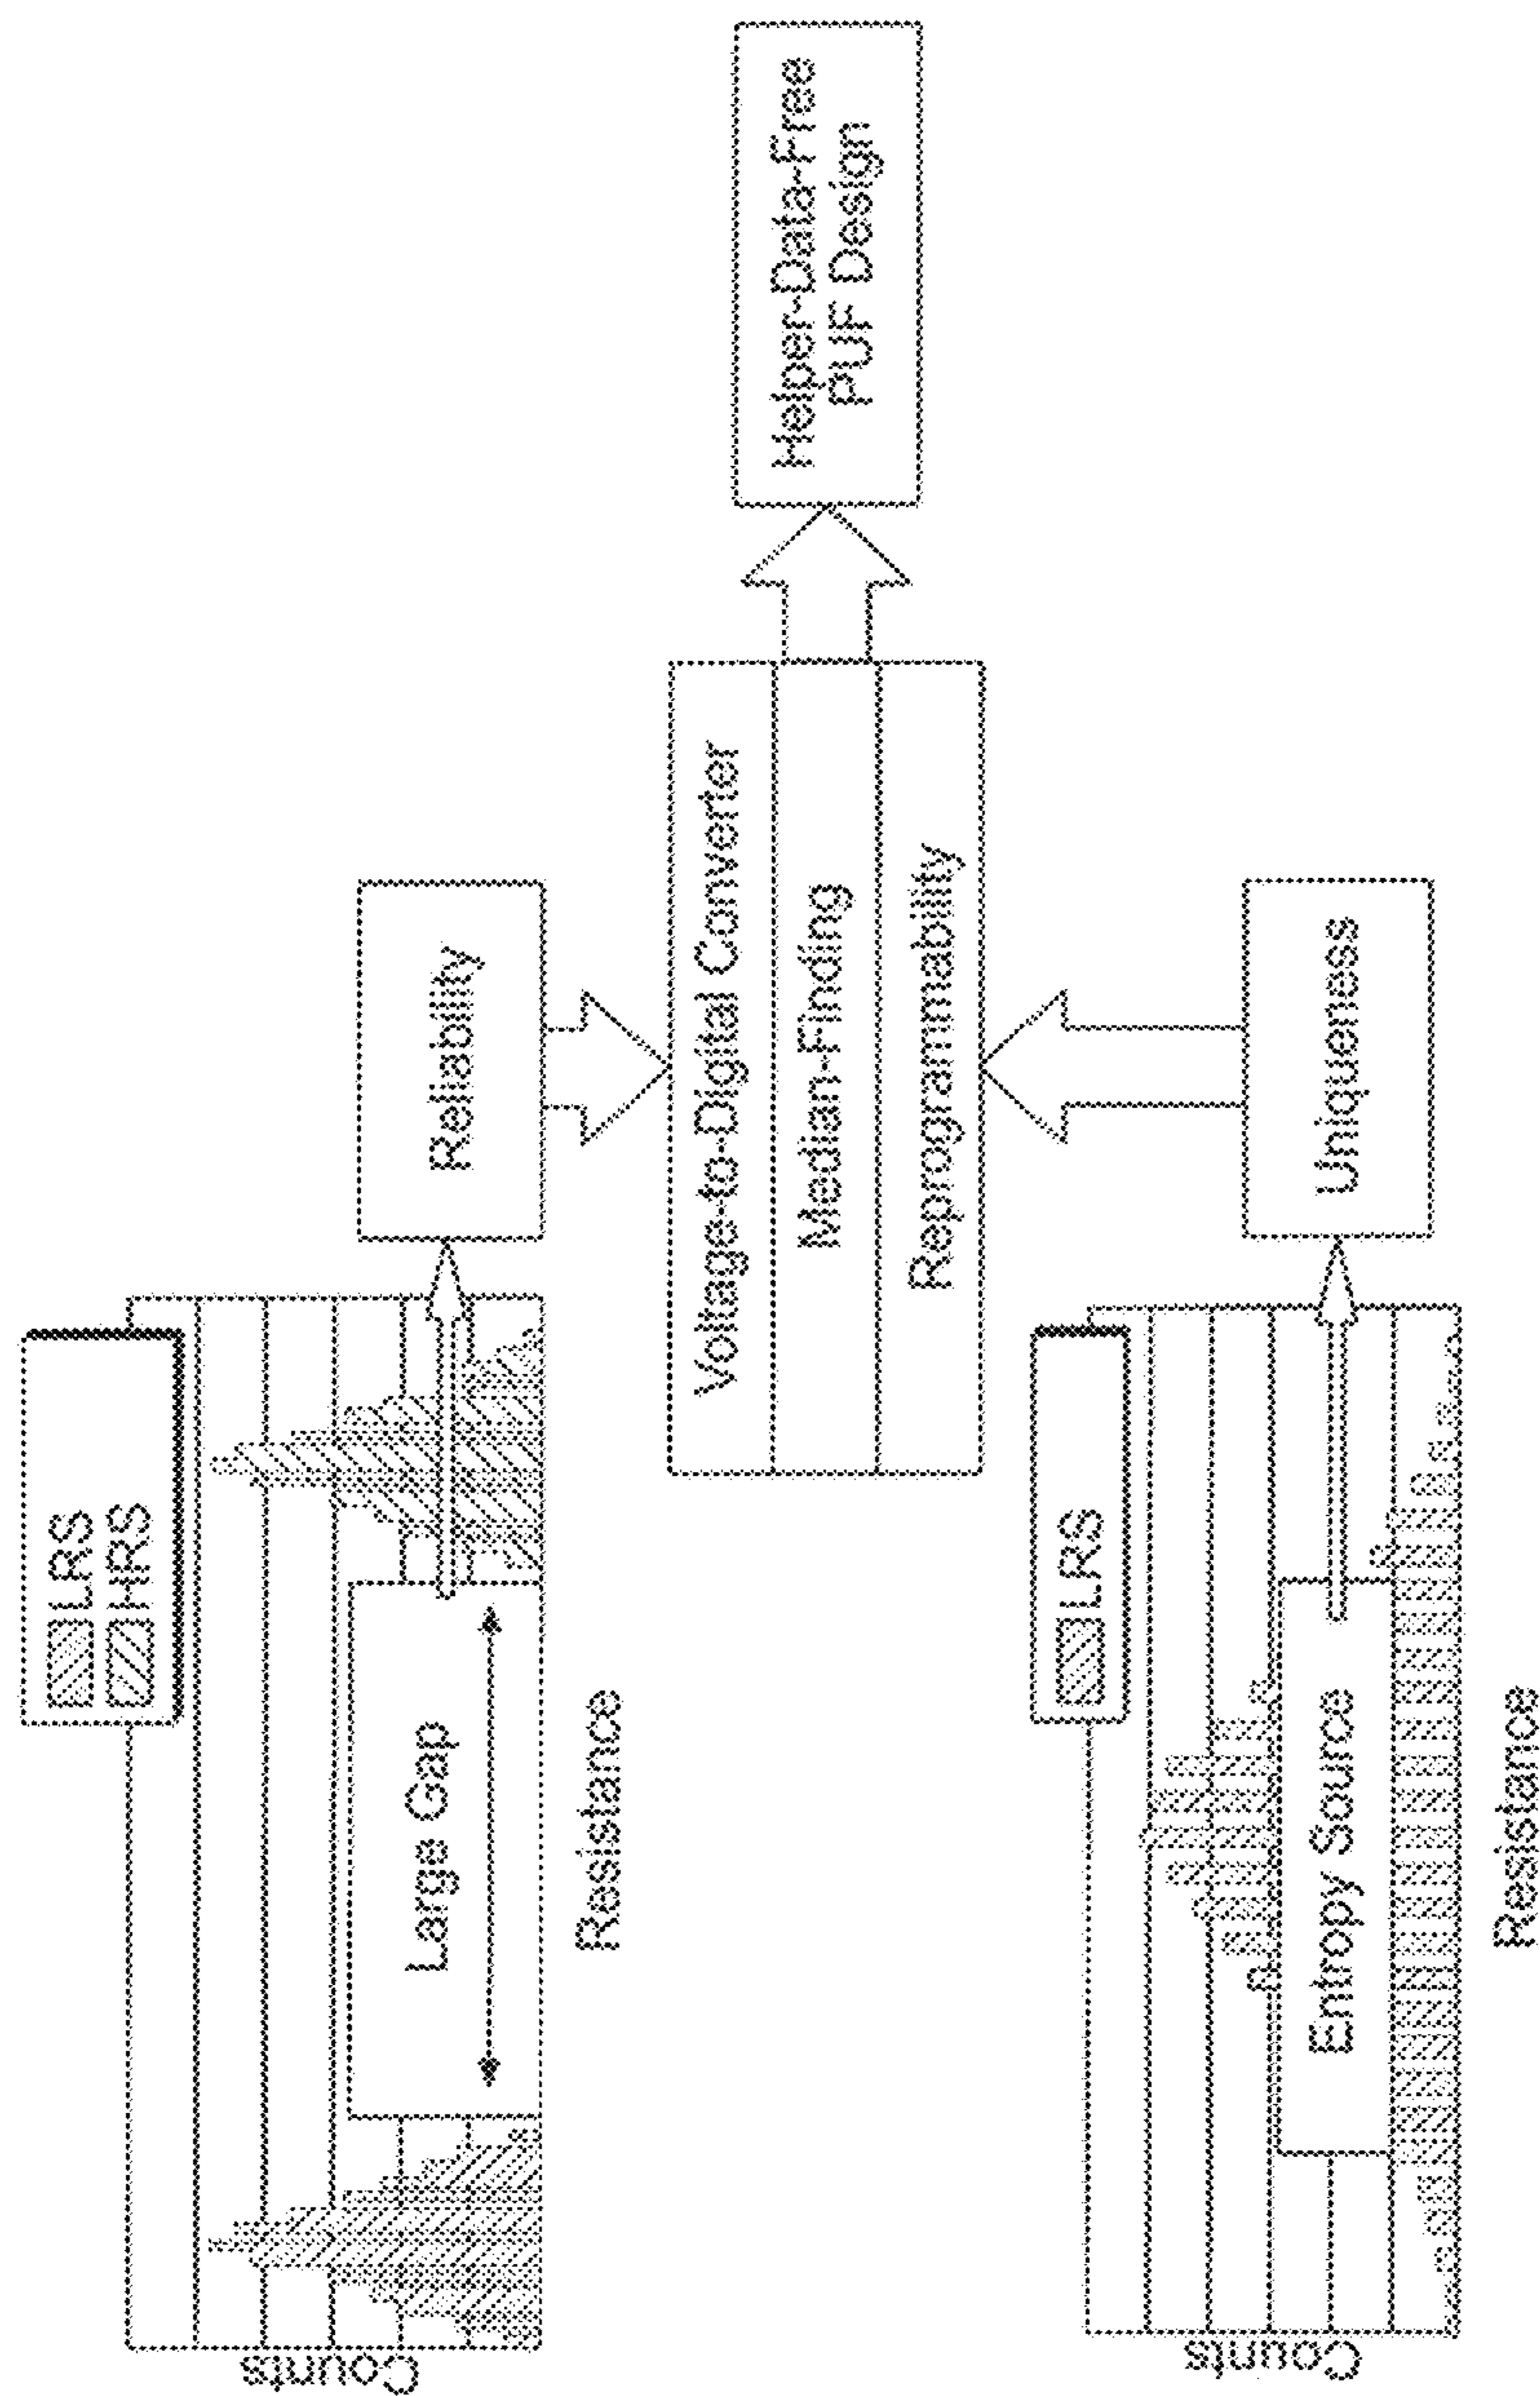 LRS
HRS
Counts
Large Gap
Resistance
Reliability
Voltage-to-Digital Converter
Median-Finding
Reprogrammability
Helper-Data-Free
PUF Design
LRS
Counts
Entropy Source
Resistance
Uniqueness